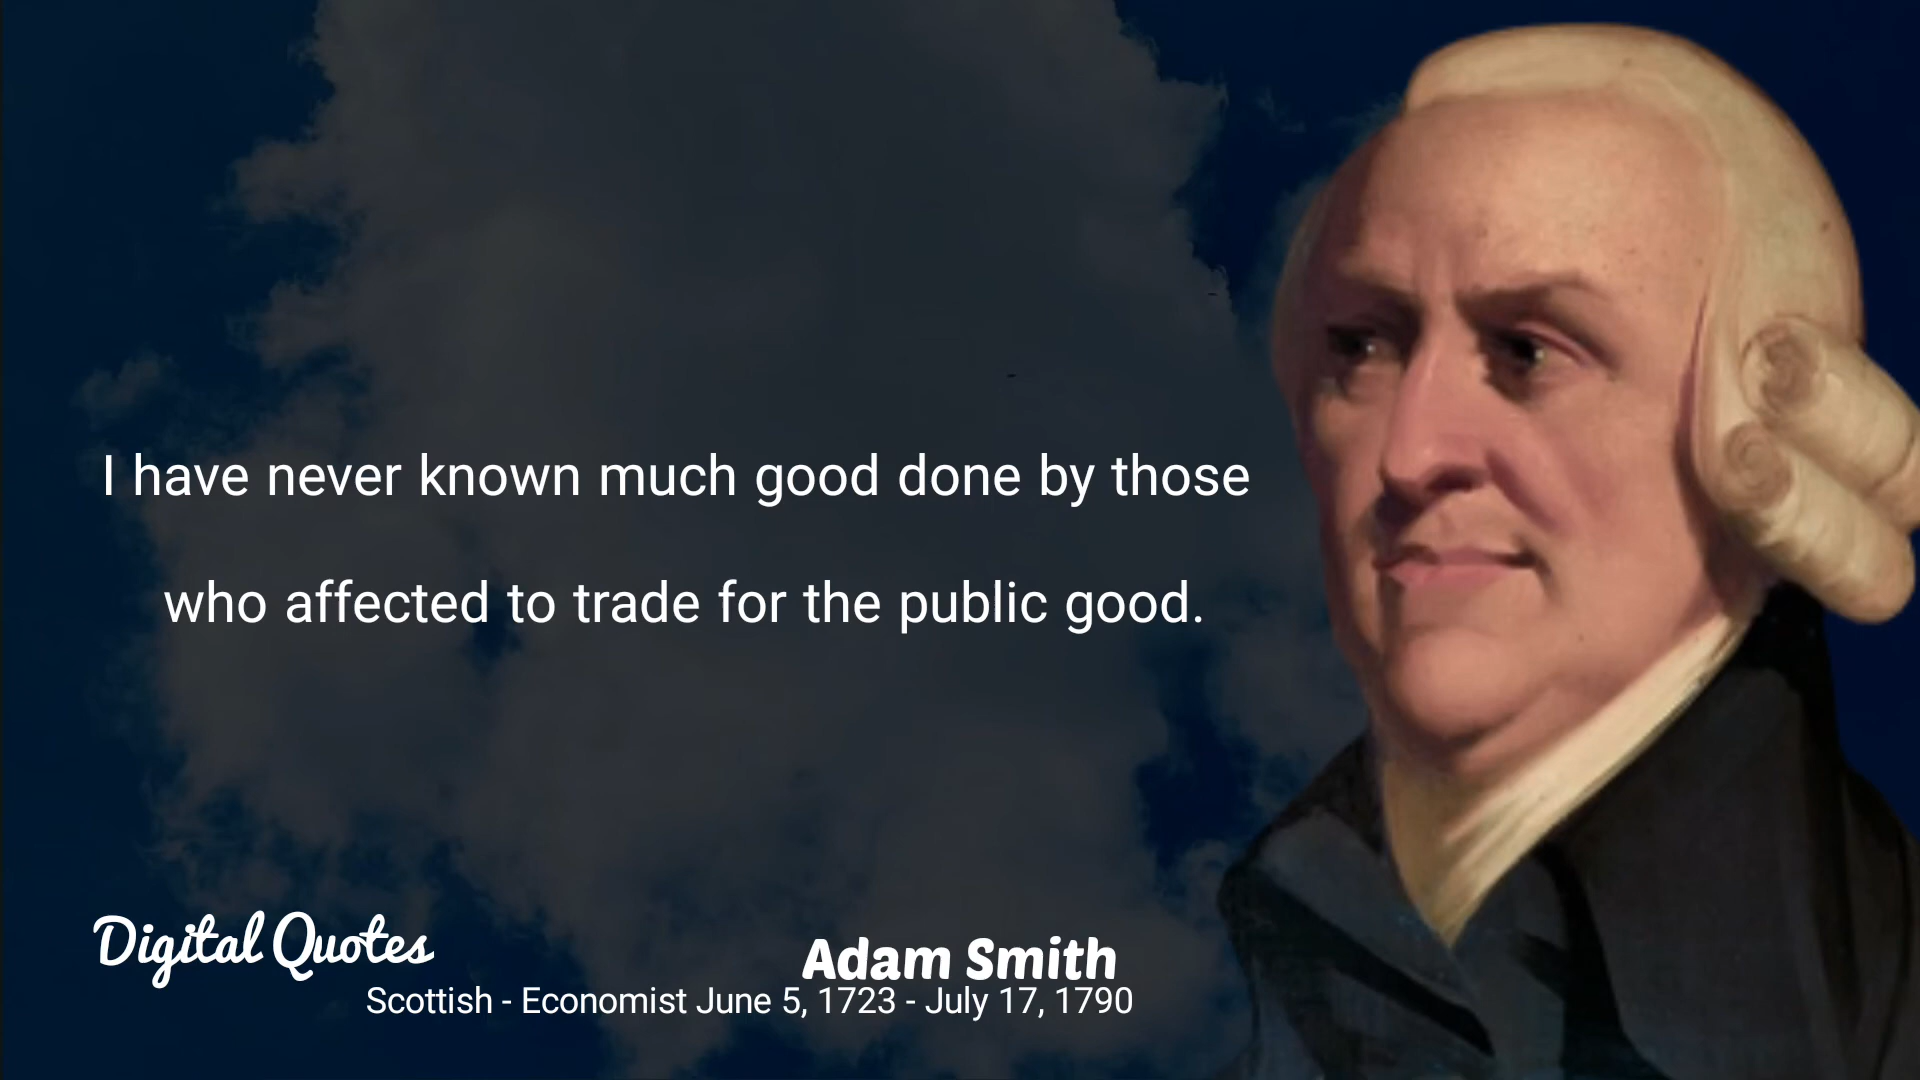 I have never known much good done by those
who affected to trade for the public good.
Digital Quotes
Adam Smith
Scottish - Economist June 5, 1723 - July 17, 1790